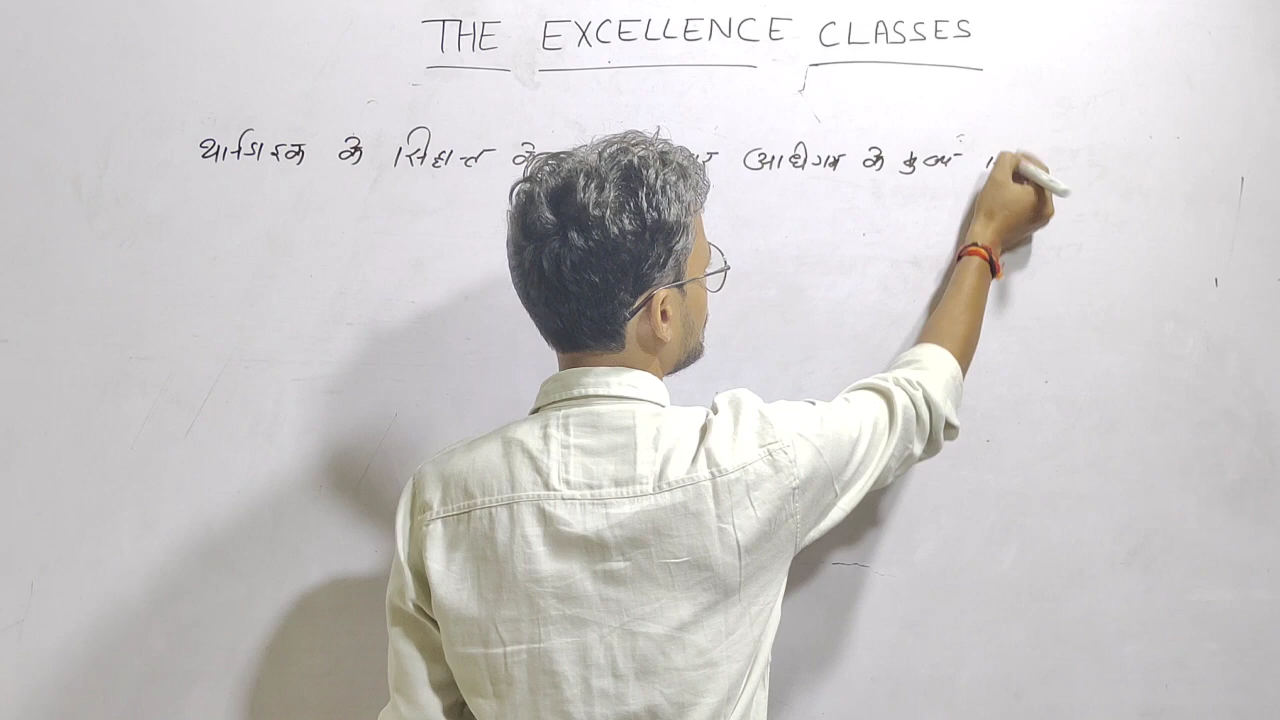 THE EXCELLENCE CLASSES
थार्नडाइक के सिद्धान्त के आधिगम के मुख्य